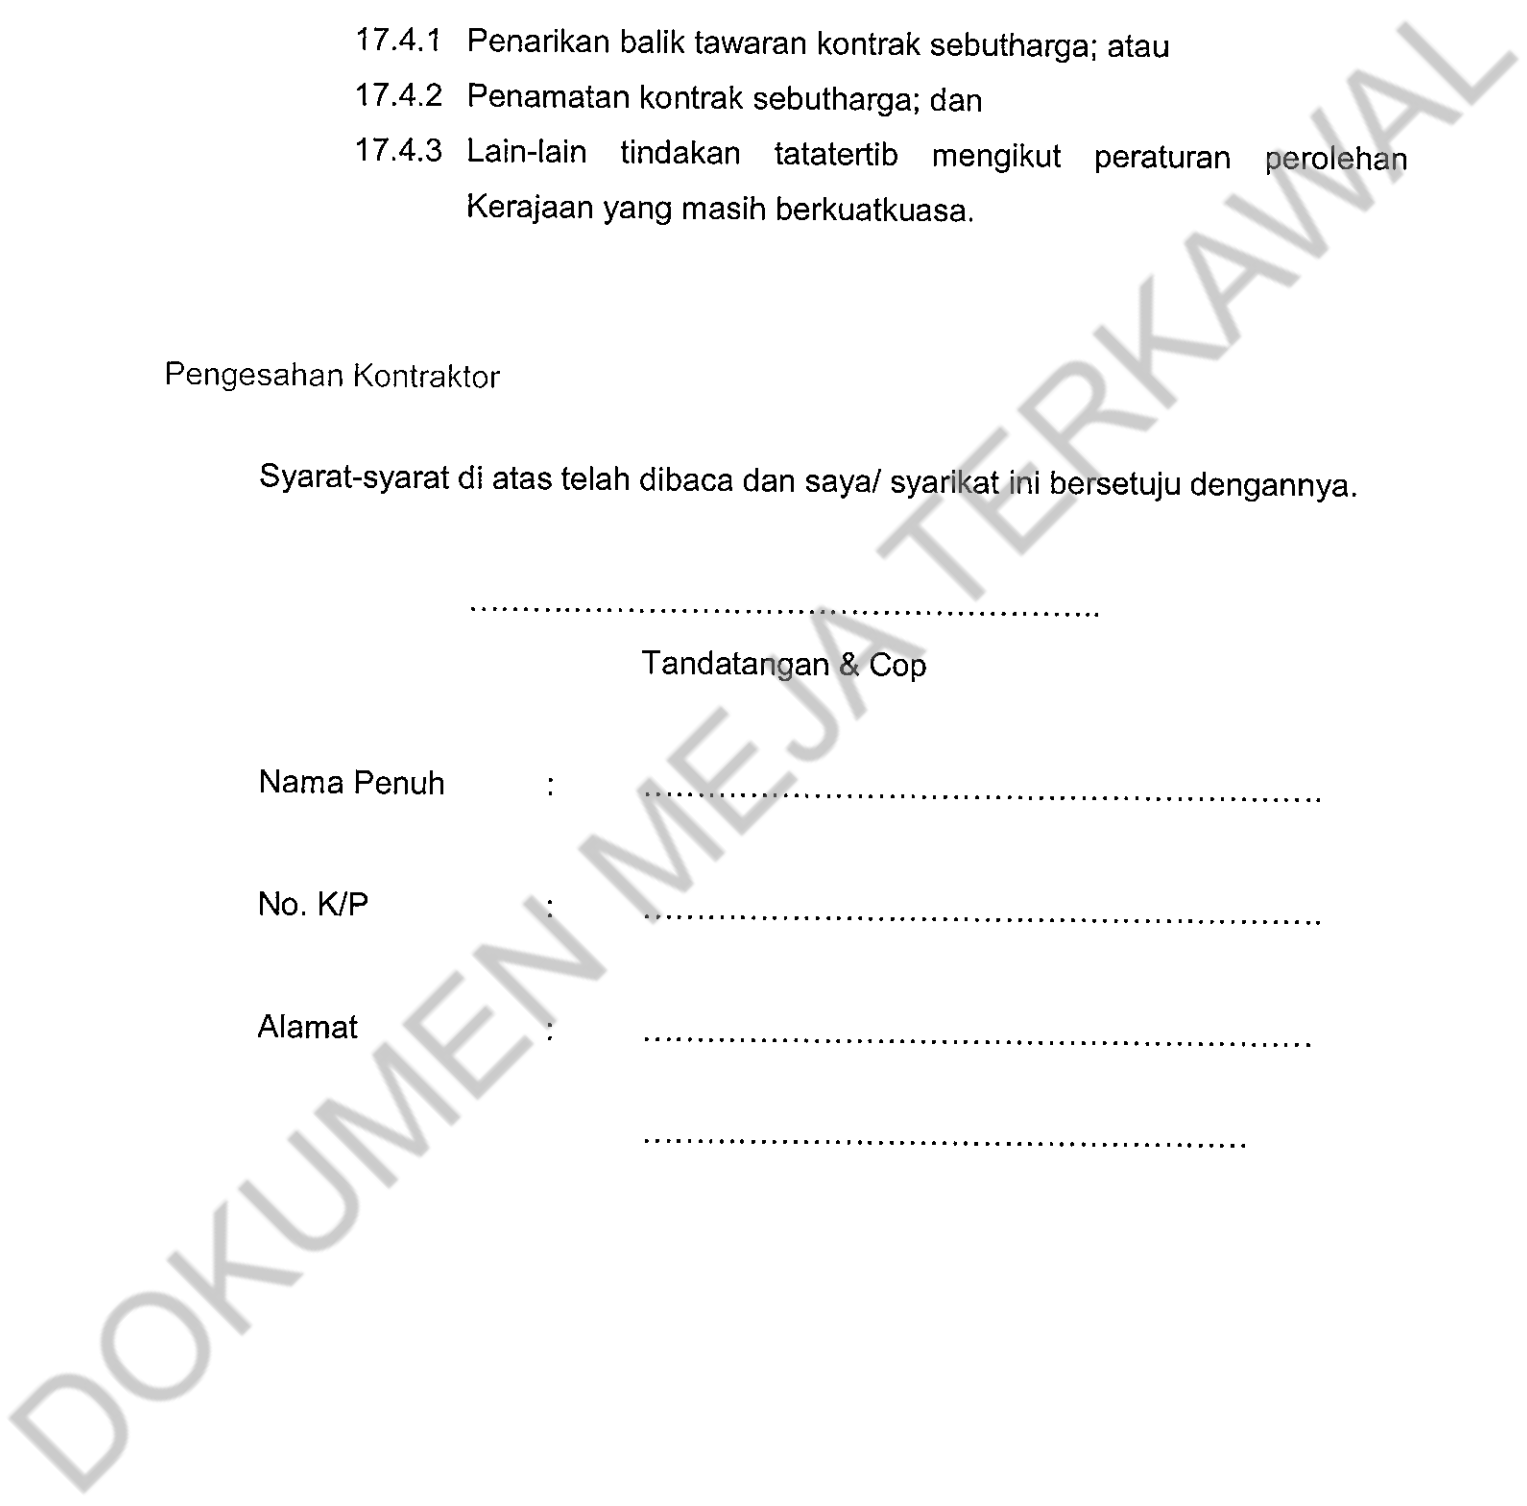 17.4.1 Penarikan balik tawaran kontrak sebutharga; atau
17.4.2 Penamatan kontrak sebutharga; dan
17.4.3 Lain-lain tindakan tatatertib mengikut peraturan perolehan
Kerajaan yang masih berkuatkuasa.
Pengesahan Kontraktor
Syarat-syarat di atas telah dibaca dan saya/ syarikat ini bersetuju dengannya.
............................................................
Tandatangan & Cop
Nama Penuh : ................................................................
No. K/P : ................................................................
Alamat : ...............................................................
.........................................................
DOKUMEN MEJA TERKAWAL